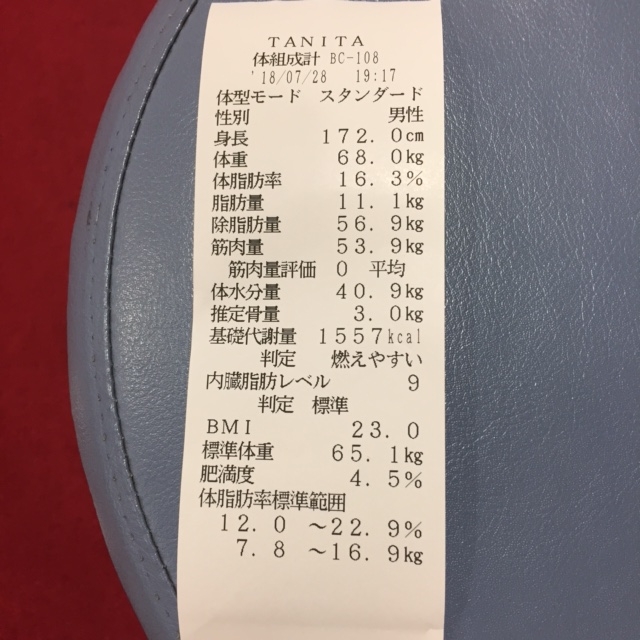 TANITA
体組成計 BC-108
'18/07/28 19:17
体型モード スタンダード
性別 男性
身長 172.0cm
体重 68.0kg
体脂肪率 16.3%
脂肪量 11.1kg
除脂肪量 56.9kg
筋肉量 53.9kg
筋肉量評価 0 平均
体水分量 40.9kg
推定骨量 3.0kg
基礎代謝量 1557kcal
判定 燃えやすい
内臓脂肪レベル 9
判定 標準
BMI 23.0
標準体重 65.1kg
肥満度 4.5%
体脂肪率標準範囲
12.0 ～22.9%
7.8 ～16.9kg